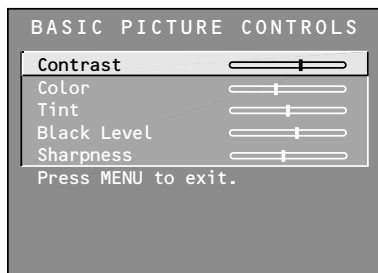 BASIC PICTURE CONTROLS
Contrast
Color
Tint
Black Level
Sharpness
Press MENU to exit.